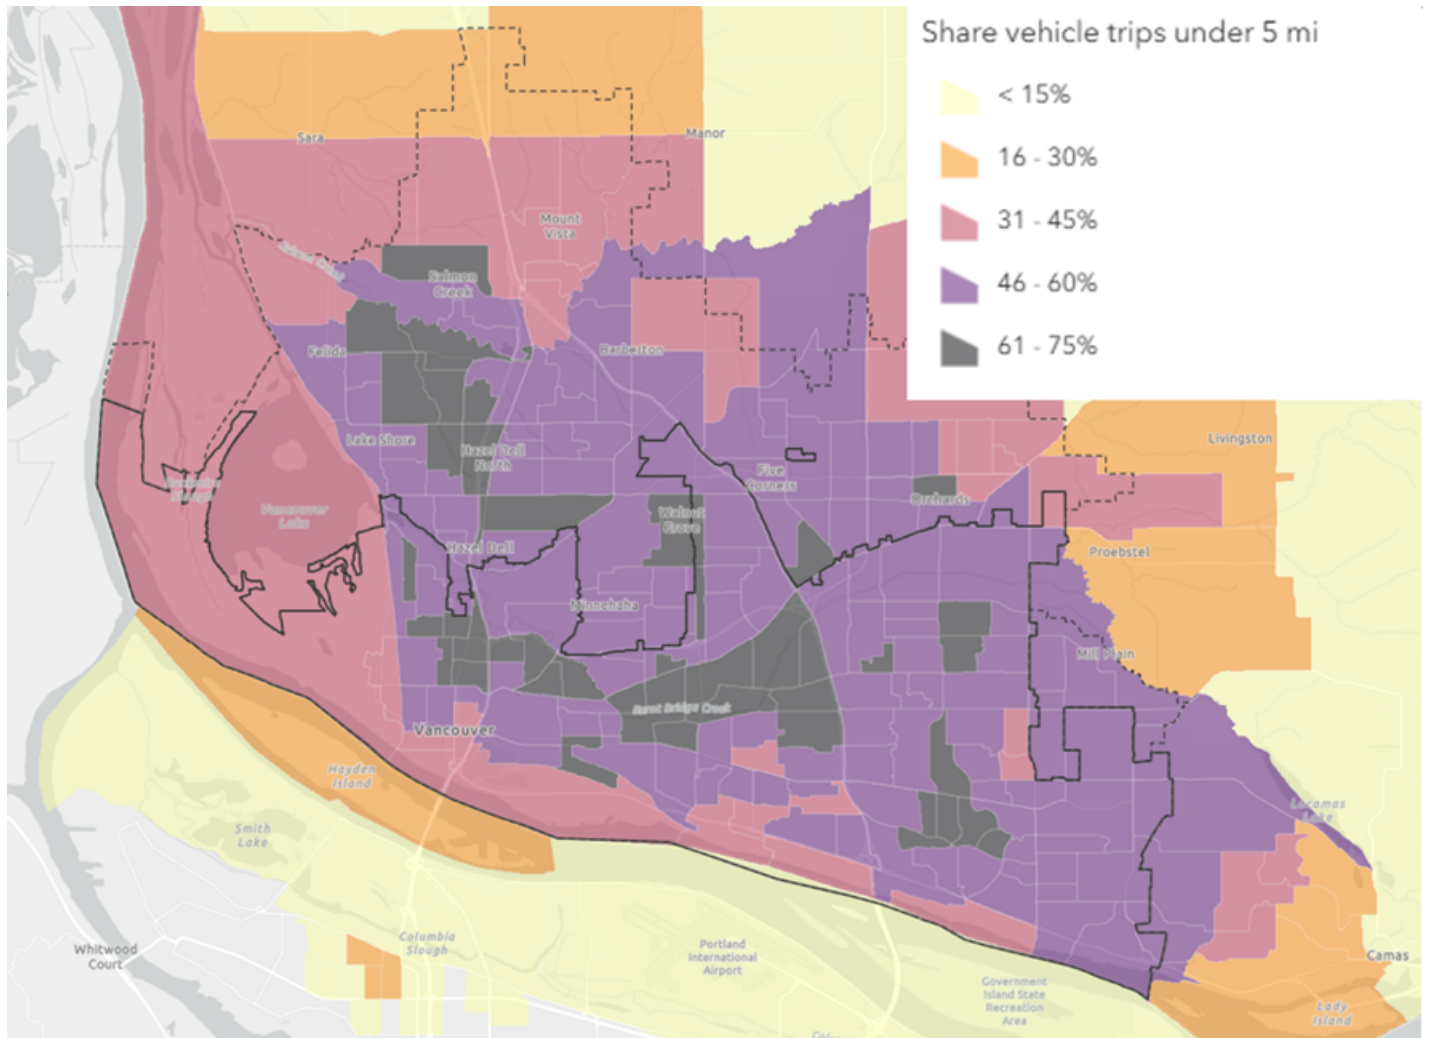 Share vehicle trips under 5 mi
< 15%
16 - 30%
31 - 45%
46 - 60%
61 - 75%
Sara
Manor
Mount
Vista
Salmon
Creek
Felida
Barberton
Lake Shore
Hazel Dell
North
Five
Corners
Livingston
Vancouver
Lake
Slough
Walnut
Grove
Orchards
Hazel Dell
Proebstel
Minnehaha
Mill Plain
Burnt Bridge Creek
Vancouver
Hayden
Island
Smith
Lake
Lacamas
Lake
Whitwood
Court
Columbia
Slough
Portland
International
Airport
Government
Island State
Recreation
Area
Camas
Lady
Island